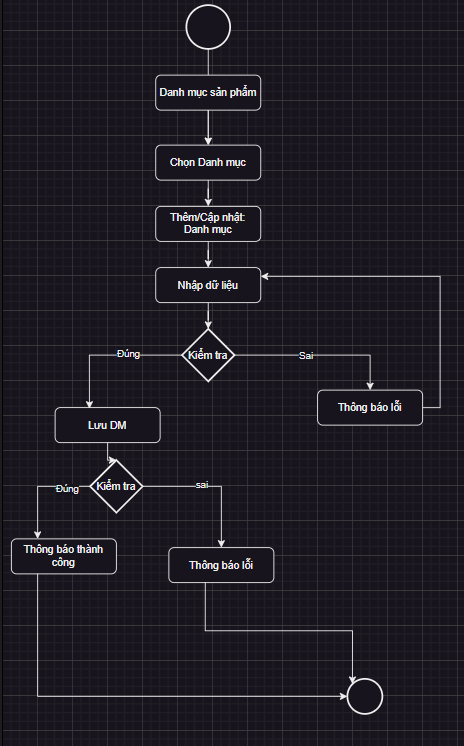 Danh mục sản phẩm
Chọn Danh mục
Thêm/Cập nhật:
Danh mục
Nhập dữ liệu
Kiểm tra
Đúng
Sai
Thông báo lỗi
Lưu DM
Kiểm tra
Đúng
sai
Thông báo thành
công
Thông báo lỗi